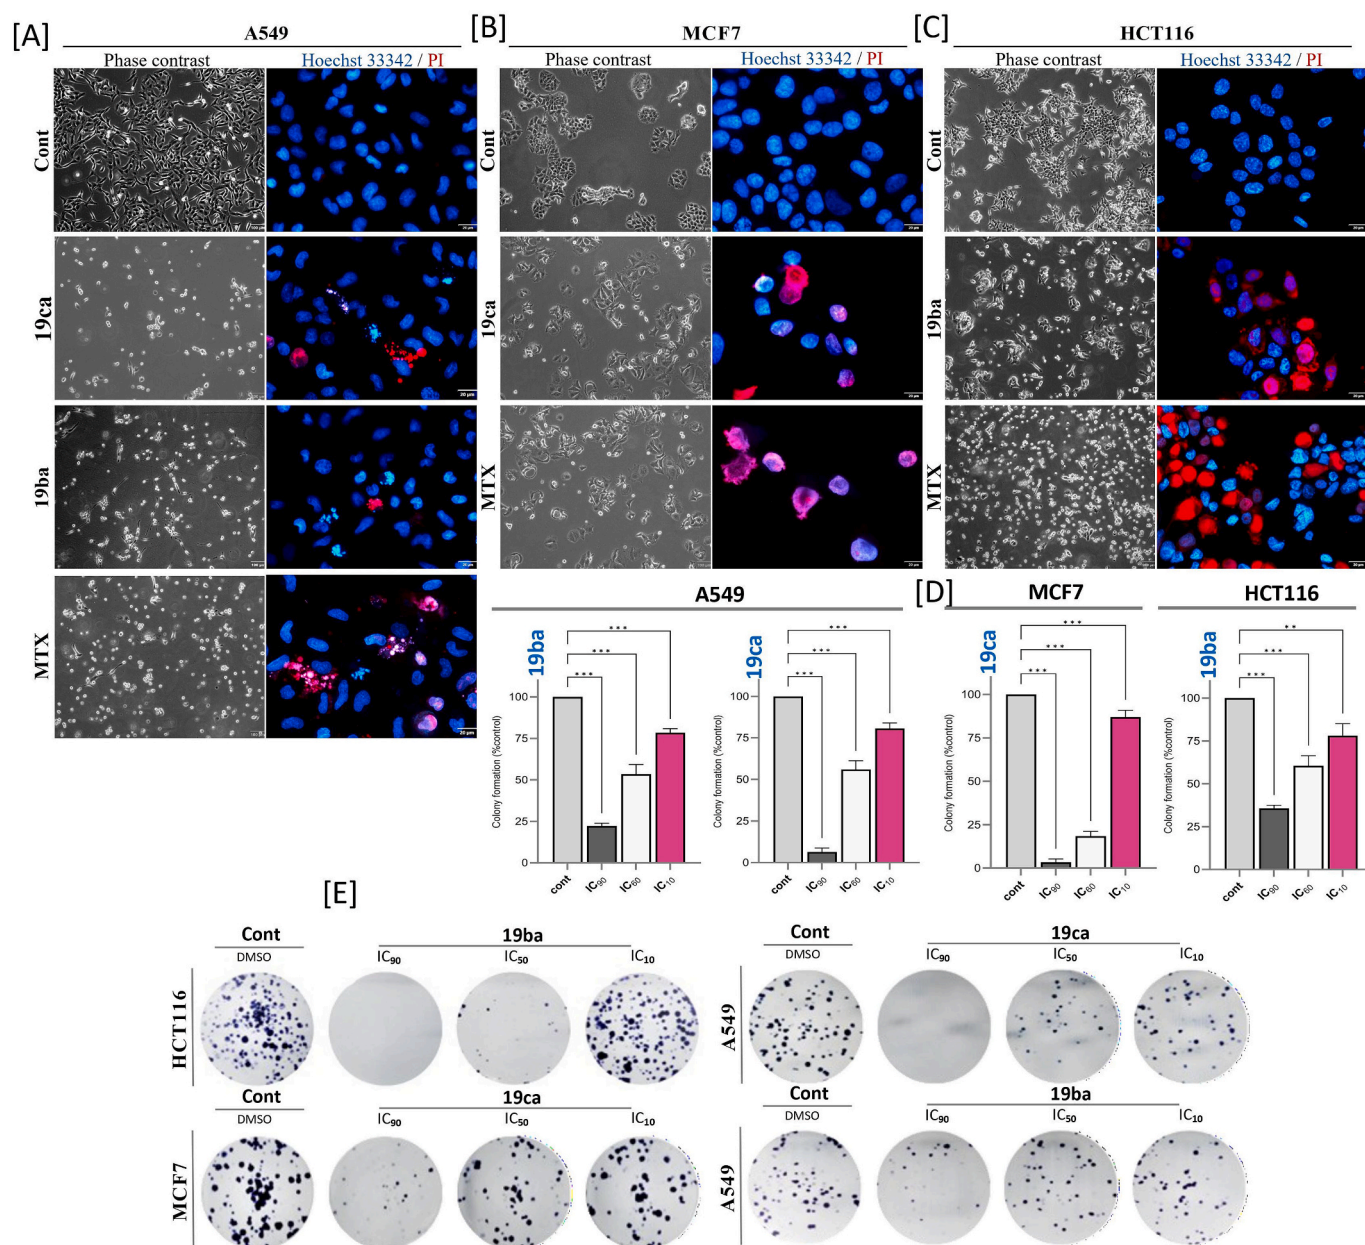 [A]
A549
Phase contrast
Hoechst 33342 / PI
Cont
19ca
19ba
MTX
20 µm
20 µm
[B]
MCF7
Phase contrast
Hoechst 33342 / PI
Cont
19ca
MTX
[C]
HCT116
Phase contrast
Hoechst 33342 / PI
Cont
19ba
MTX
A549
[D]
MCF7
HCT116
19ba
***
***
***
Colony formation (%control)
100
75
50
25
0
cont
IC90
IC60
IC10
19ca
***
***
***
Colony formation (%control)
100
75
50
25
0
cont
IC90
IC60
IC10
19ca
***
***
***
Colony formation (%control)
100
75
50
25
0
cont
IC90
IC60
IC10
19ba
**
***
***
Colony formation (%control)
100
75
50
25
0
cont
IC90
IC60
IC10
[E]
HCT116
Cont
DMSO
19ba
IC90
IC50
IC10
A549
Cont
DMSO
19ca
IC90
IC50
IC10
MCF7
Cont
DMSO
19ca
IC90
IC50
IC10
A549
Cont
DMSO
19ba
IC90
IC50
IC10